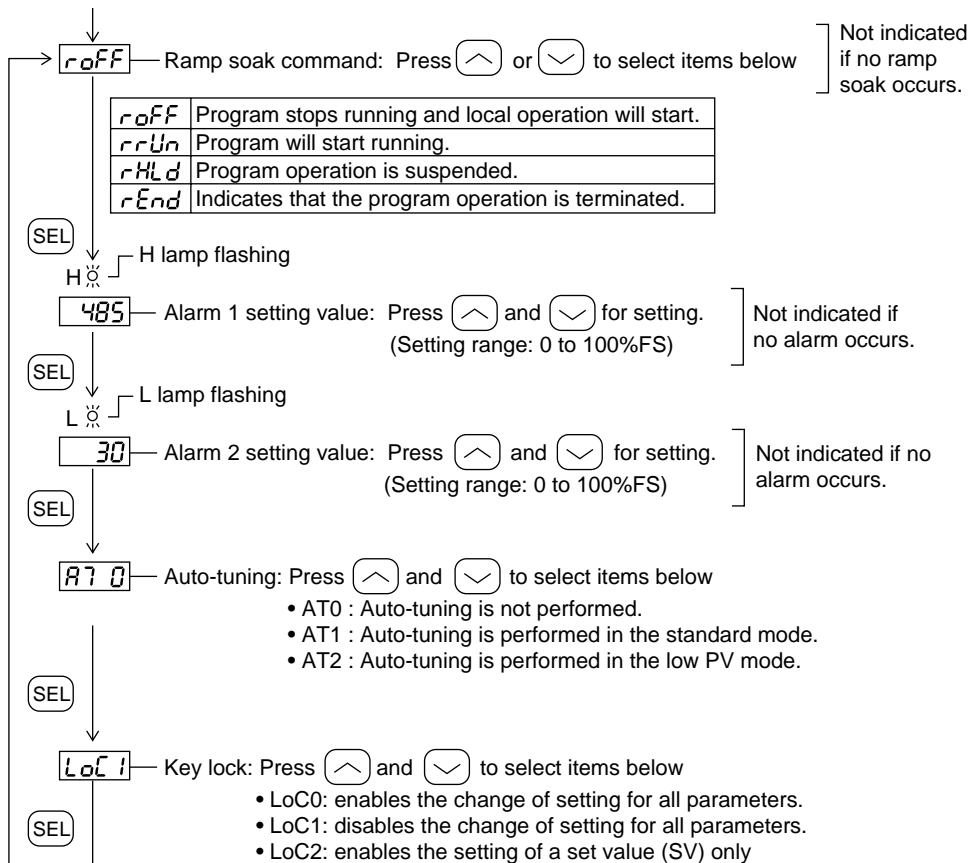 roFF Ramp soak command: Press or to select items below
Not indicated
if no ramp
soak occurs.
roFF Program stops running and local operation will start.
rrUn Program will start running.
rHLd Program operation is suspended.
rEnd Indicates that the program operation is terminated.
SEL
H lamp flashing
H
485 Alarm 1 setting value: Press and for setting.
(Setting range: 0 to 100%FS)
Not indicated if
no alarm occurs.
SEL
L lamp flashing
L
30 Alarm 2 setting value: Press and for setting.
(Setting range: 0 to 100%FS)
Not indicated if no
alarm occurs.
SEL
AT 0 Auto-tuning: Press and to select items below
• AT0 : Auto-tuning is not performed.
• AT1 : Auto-tuning is performed in the standard mode.
• AT2 : Auto-tuning is performed in the low PV mode.
SEL
LoC 1 Key lock: Press and to select items below
• LoC0: enables the change of setting for all parameters.
• LoC1: disables the change of setting for all parameters.
• LoC2: enables the setting of a set value (SV) only
SEL